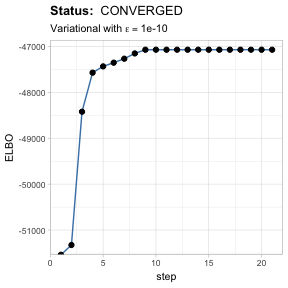 Status: CONVERGED
Variational with ε = 1e-10
-47000
-48000
-49000
-50000
-51000
ELBO
0
5
10
15
20
step